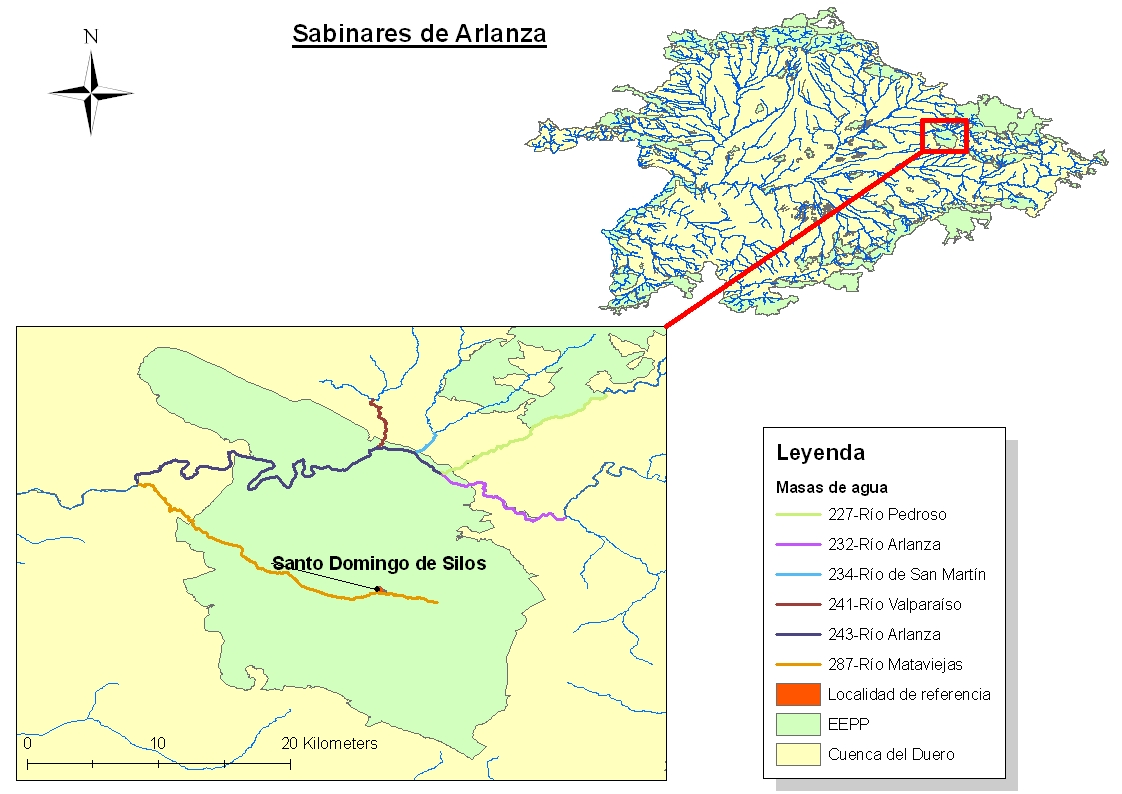 N
Sabinares de Arlanza
Santo Domingo de Silos
0 10 20 Kilometers
Leyenda
Masas de agua
227-Río Pedroso
232-Río Arlanza
234-Río de San Martín
241-Río Valparaíso
243-Río Arlanza
287-Río Mataviejas
Localidad de referencia
EEPP
Cuenca del Duero